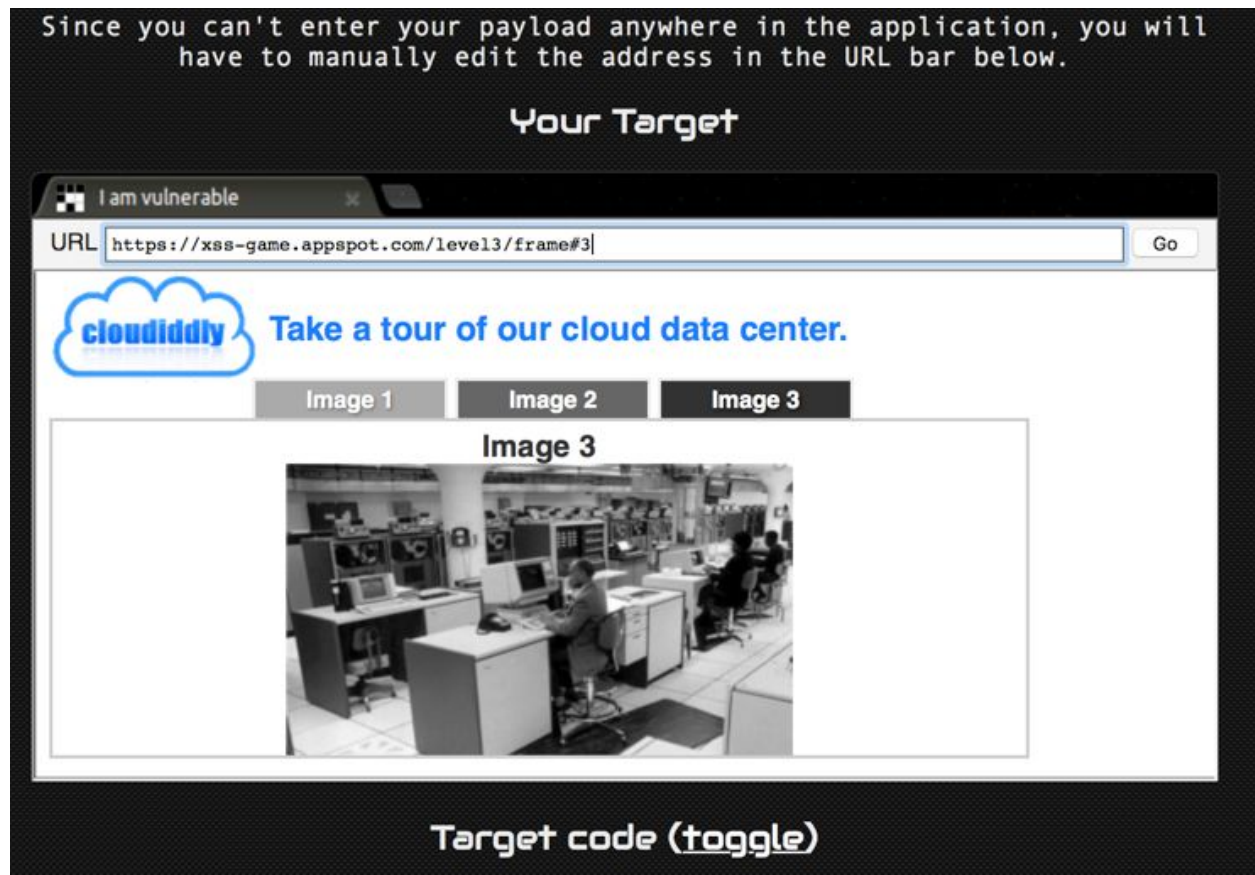 Since you can't enter your payload anywhere in the application, you will
have to manually edit the address in the URL bar below.
Your Target
I am vulnerable
URL https://xss-game.appspot.com/level3/frame#3 Go
cloudiddly Take a tour of our cloud data center.
Image 1 Image 2 Image 3
Image 3
Target code (toggle)